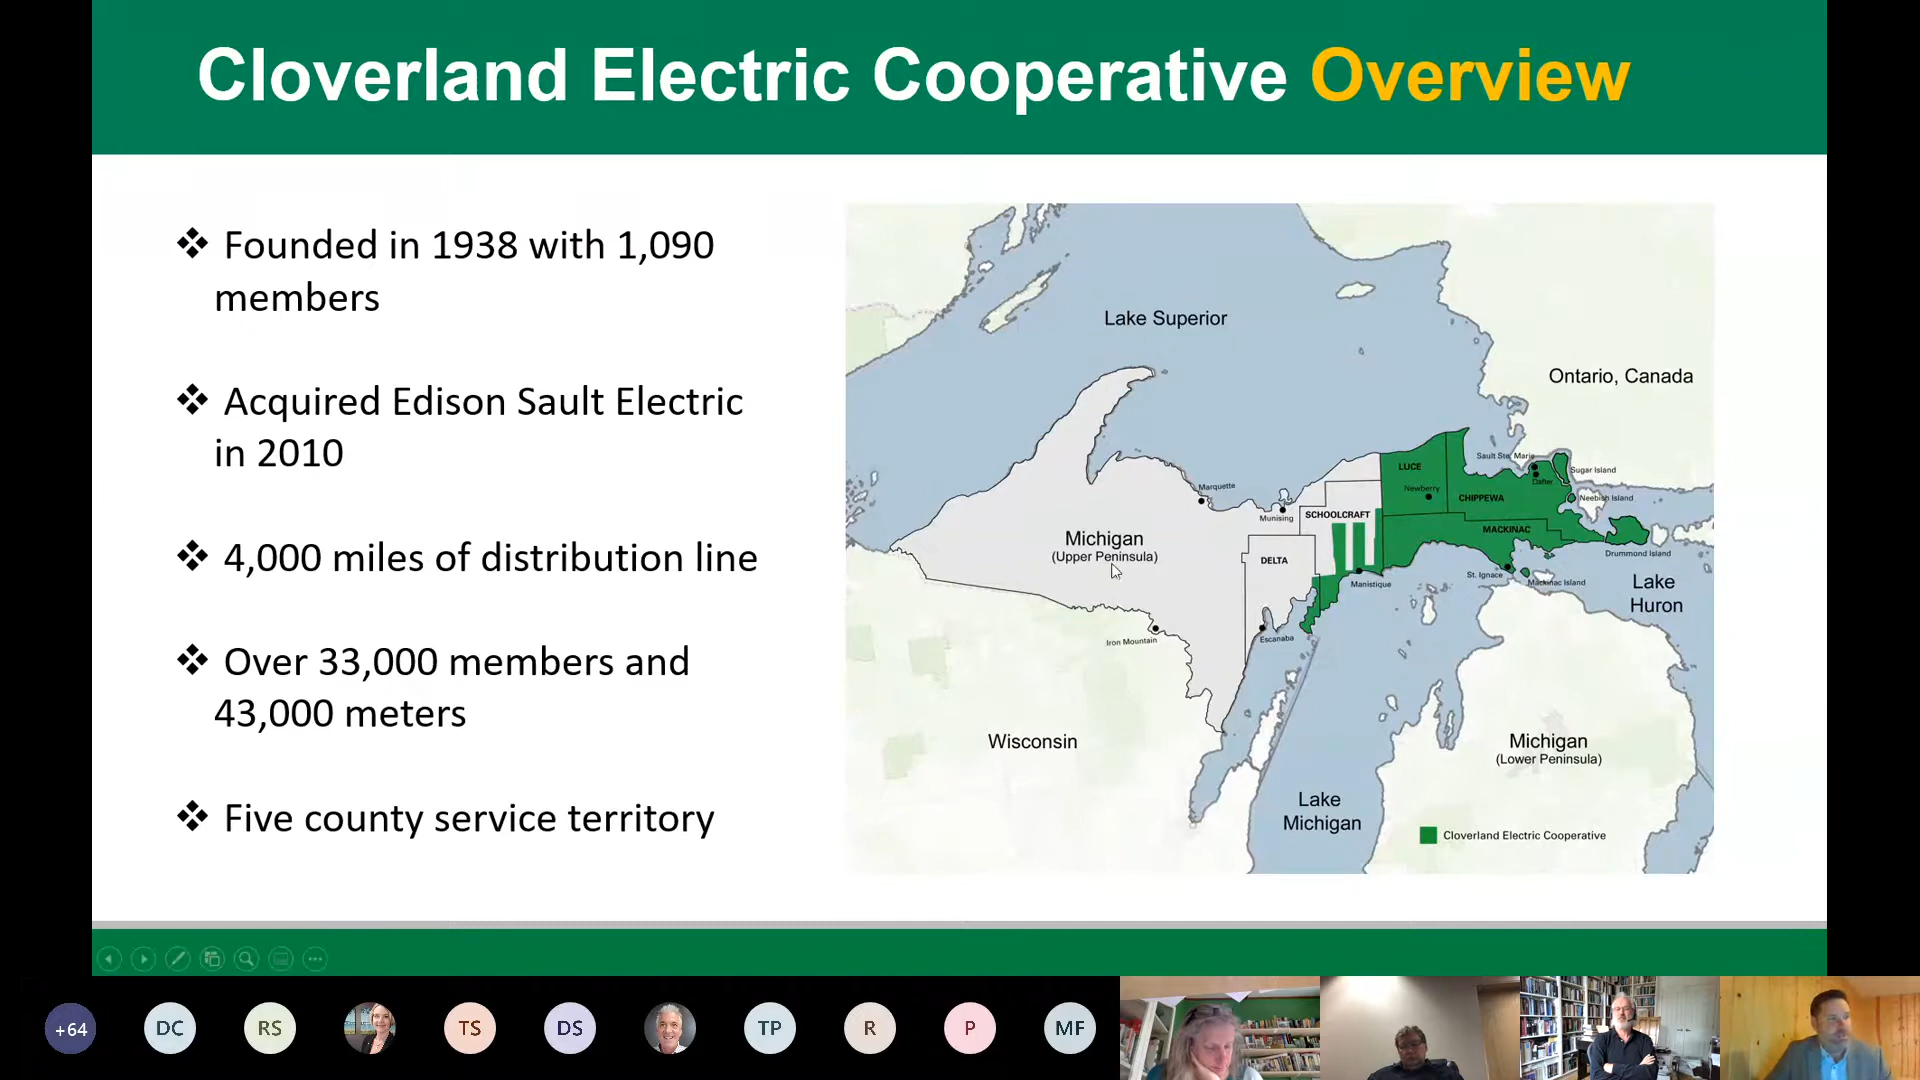 Cloverland Electric Cooperative Overview
Founded in 1938 with 1,090
members
Acquired Edison Sault Electric
in 2010
4,000 miles of distribution line
Over 33,000 members and
43,000 meters
Five county service territory
Lake Superior
Ontario, Canada
Sault Ste. Marie
LUCE
Sugar Island
Dafter
Marquette
Newberry
CHIPPEWA
Neebish Island
Munising
SCHOOLCRAFT
MACKINAC
Michigan
(Upper Peninsula)
DELTA
Drummond Island
Manistique
St. Ignace
Mackinac Island
Lake
Huron
Iron Mountain
Escanaba
Wisconsin
Michigan
(Lower Peninsula)
Lake
Michigan
Cloverland Electric Cooperative
+64
DC
RS
TS
DS
TP
R
P
MF